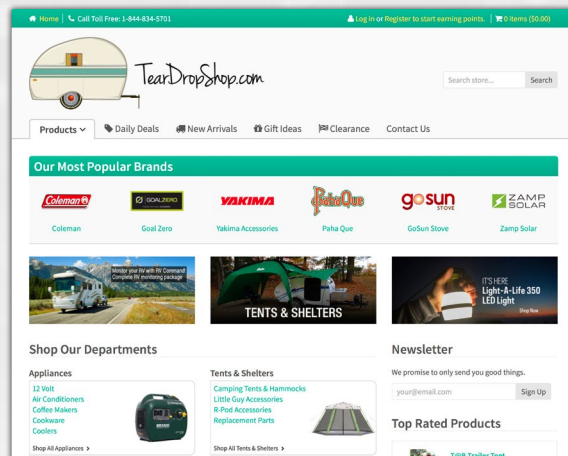 Home | Call Toll Free: 1-844-834-5701
Log in or Register to start earning points. | 0 items ($0.00)
TearDropShop.com
Search store... Search
Products Daily Deals New Arrivals Gift Ideas Clearance Contact Us
Our Most Popular Brands
Coleman GOALZERO YAKIMA PahaQue gosun STOVE ZAMP SOLAR
Coleman Goal Zero Yakima Accessories Paha Que GoSun Stove Zamp Solar
Monitor your RV with RV Command!
Complete RV monitoring package
TENTS & SHELTERS
IT'S HERE
Light-A-Life 350
LED Light
Shop Now
Shop Our Departments
Appliances
12 Volt
Air Conditioners
Coffee Makers
Cookware
Coolers
Shop All Appliances >
Tents & Shelters
Camping Tents & Hammocks
Little Guy Accessories
R-Pod Accessories
Replacement Parts
Shop All Tents & Shelters >
Newsletter
We promise to only send you good things.
your@email.com Sign Up
Top Rated Products
T@B Trailer Tent